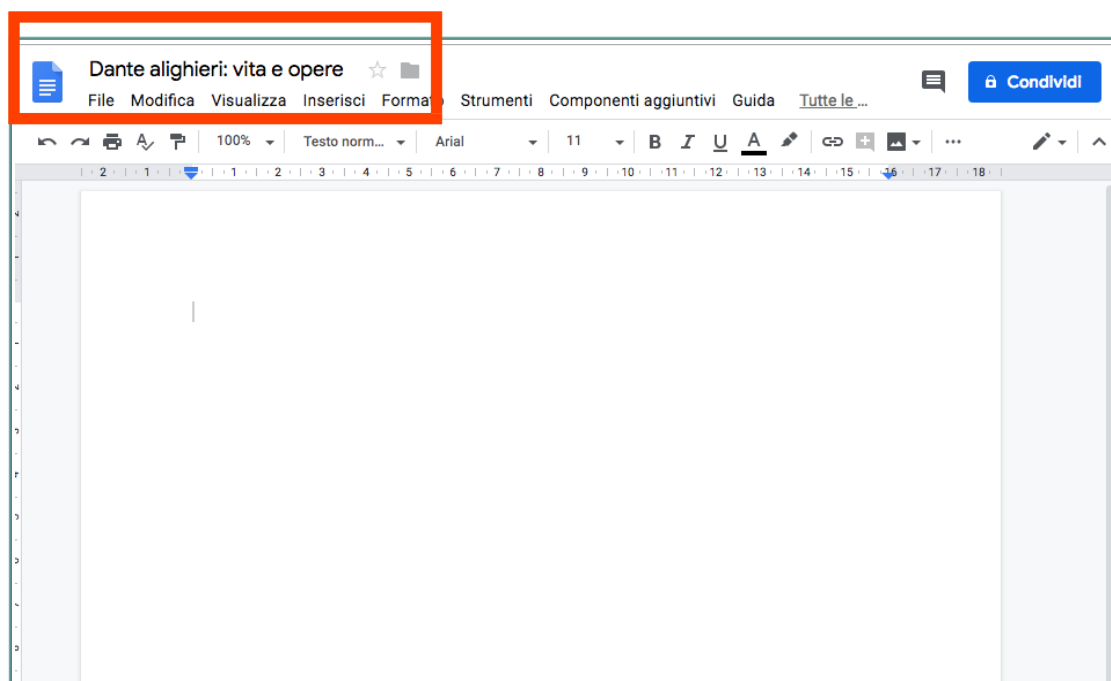 Dante alighieri: vita e opere
Condividi
File Modifica Visualizza Inserisci Formato Strumenti Componenti aggiuntivi Guida Tutte le ...
100% Testo norm... Arial 11 B I U A ...
2 1 1 2 3 4 5 6 7 8 9 10 11 12 13 14 15 16 17 18